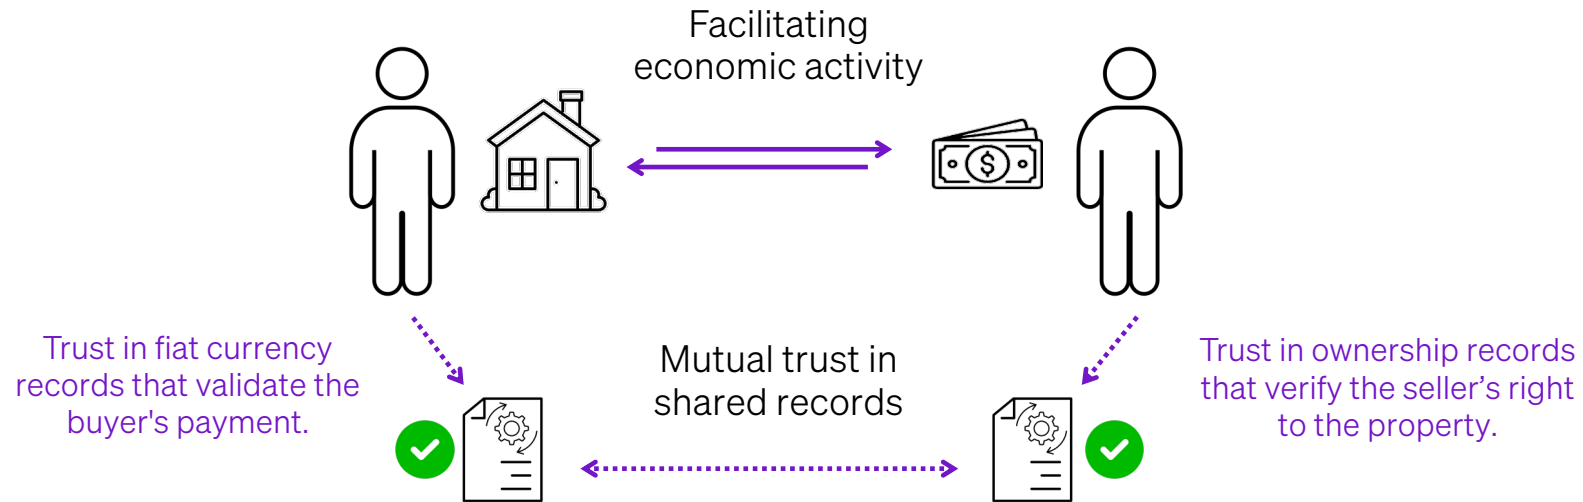 Facilitating
economic activity
$
Trust in fiat currency
records that validate the
buyer's payment.
Mutual trust in
shared records
Trust in ownership records
that verify the seller’s right
to the property.